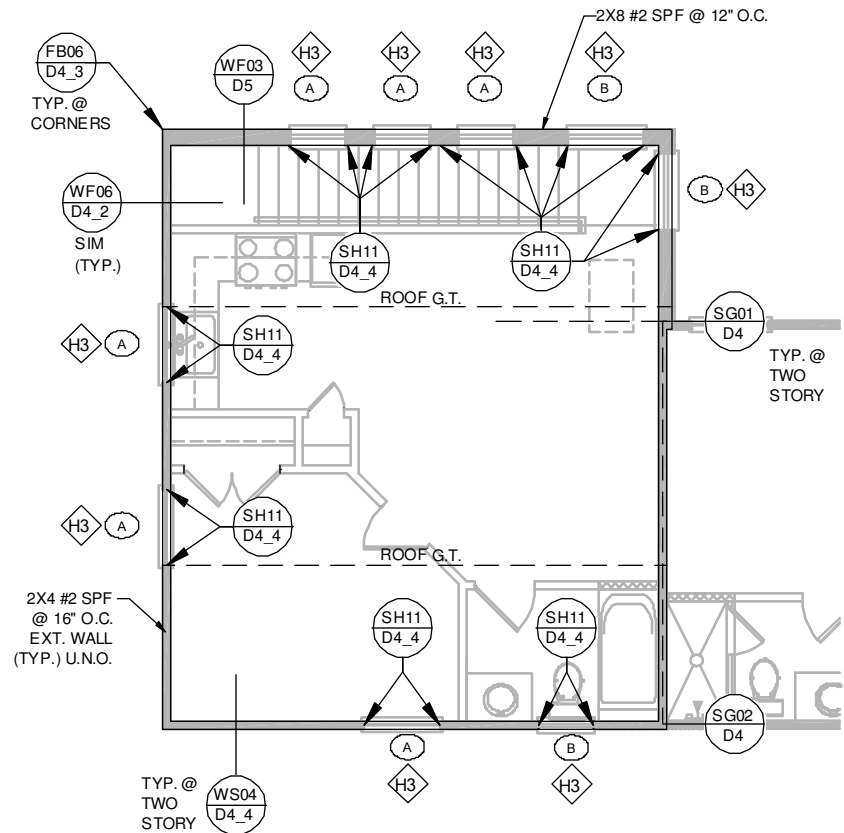 2X8 #2 SPF @ 12" O.C.
FB06
D4_3
TYP. @
CORNERS
WF03
D5
H3
H3
H3
H3
A
A
A
B
WF06
D4_2
SIM
(TYP.)
B
H3
SH11
D4_4
SH11
D4_4
ROOF G.T.
SG01
D4
TYP. @
TWO
STORY
H3
A
SH11
D4_4
H3
A
SH11
D4_4
ROOF G.T.
2X4 #2 SPF
@ 16" O.C.
EXT. WALL
(TYP.) U.N.O.
SH11
D4_4
SH11
D4_4
SG02
D4
A
H3
B
H3
TYP. @
TWO
STORY
WS04
D4_4